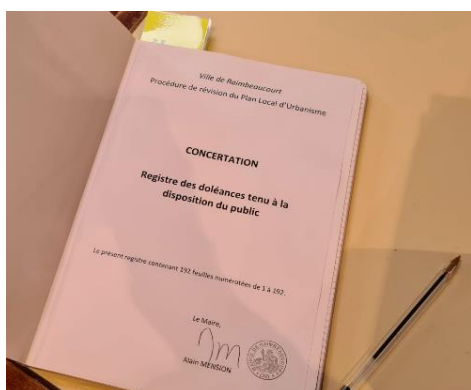 Ville de Raimbeaucourt
Procédure de révision du Plan Local d'Urbanisme
CONCERTATION
Registre des doléances tenu à la
disposition du public
Le présent registre contenant 192 feuilles numérotées de 1 à 192.
Le Maire,
Alain MENSION